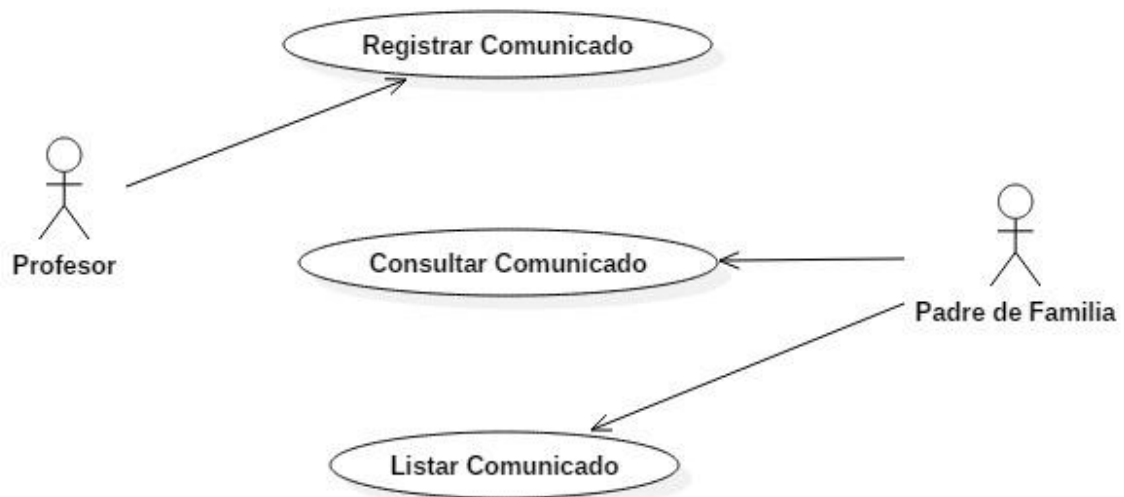 Registrar Comunicado
Profesor
Consultar Comunicado
Padre de Familia
Listar Comunicado